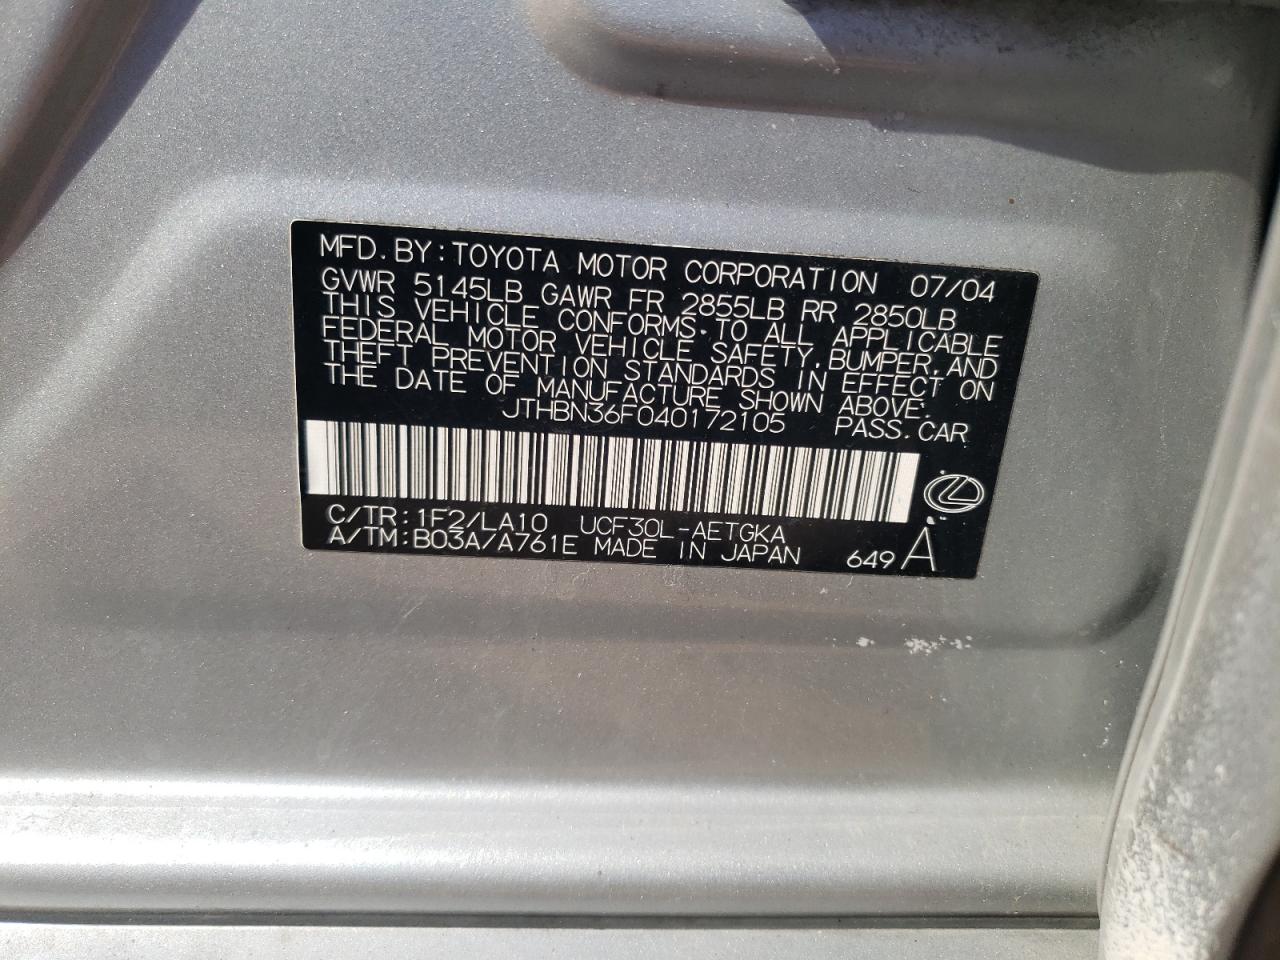 MFD. BY: TOYOTA MOTOR CORPORATION 07/04
GVWR 5145LB GAWR FR 2855LB RR 2850LB
THIS VEHICLE CONFORMS TO ALL APPLICABLE
FEDERAL MOTOR VEHICLE SAFETY, BUMPER, AND
THEFT PREVENTION STANDARDS IN EFFECT ON
THE DATE OF MANUFACTURE SHOWN ABOVE.
JTHBN36F040172105 PASS. CAR
C/TR: 1F2/LA10 UCF30L-AETGKA
A/TM: B03A/A761E MADE IN JAPAN 649 A